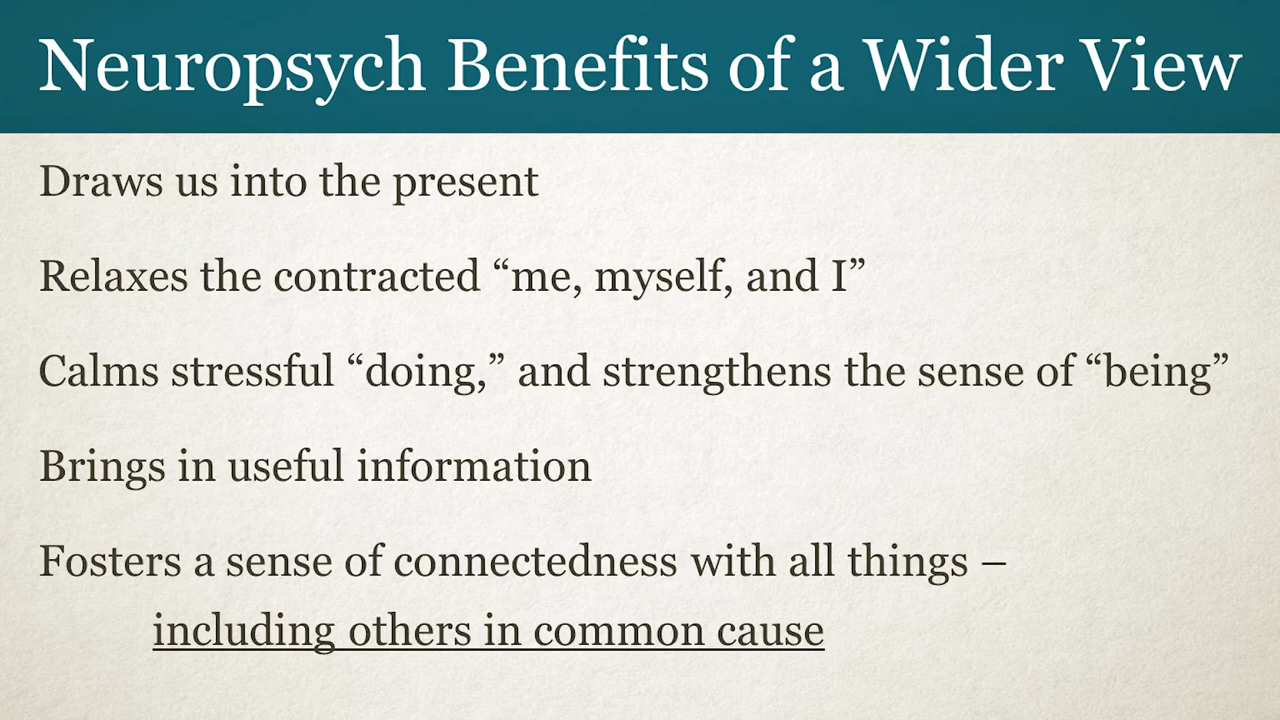 Neuropsych Benefits of a Wider View
Draws us into the present
Relaxes the contracted “me, myself, and I”
Calms stressful “doing,” and strengthens the sense of “being”
Brings in useful information
Fosters a sense of connectedness with all things –
including others in common cause